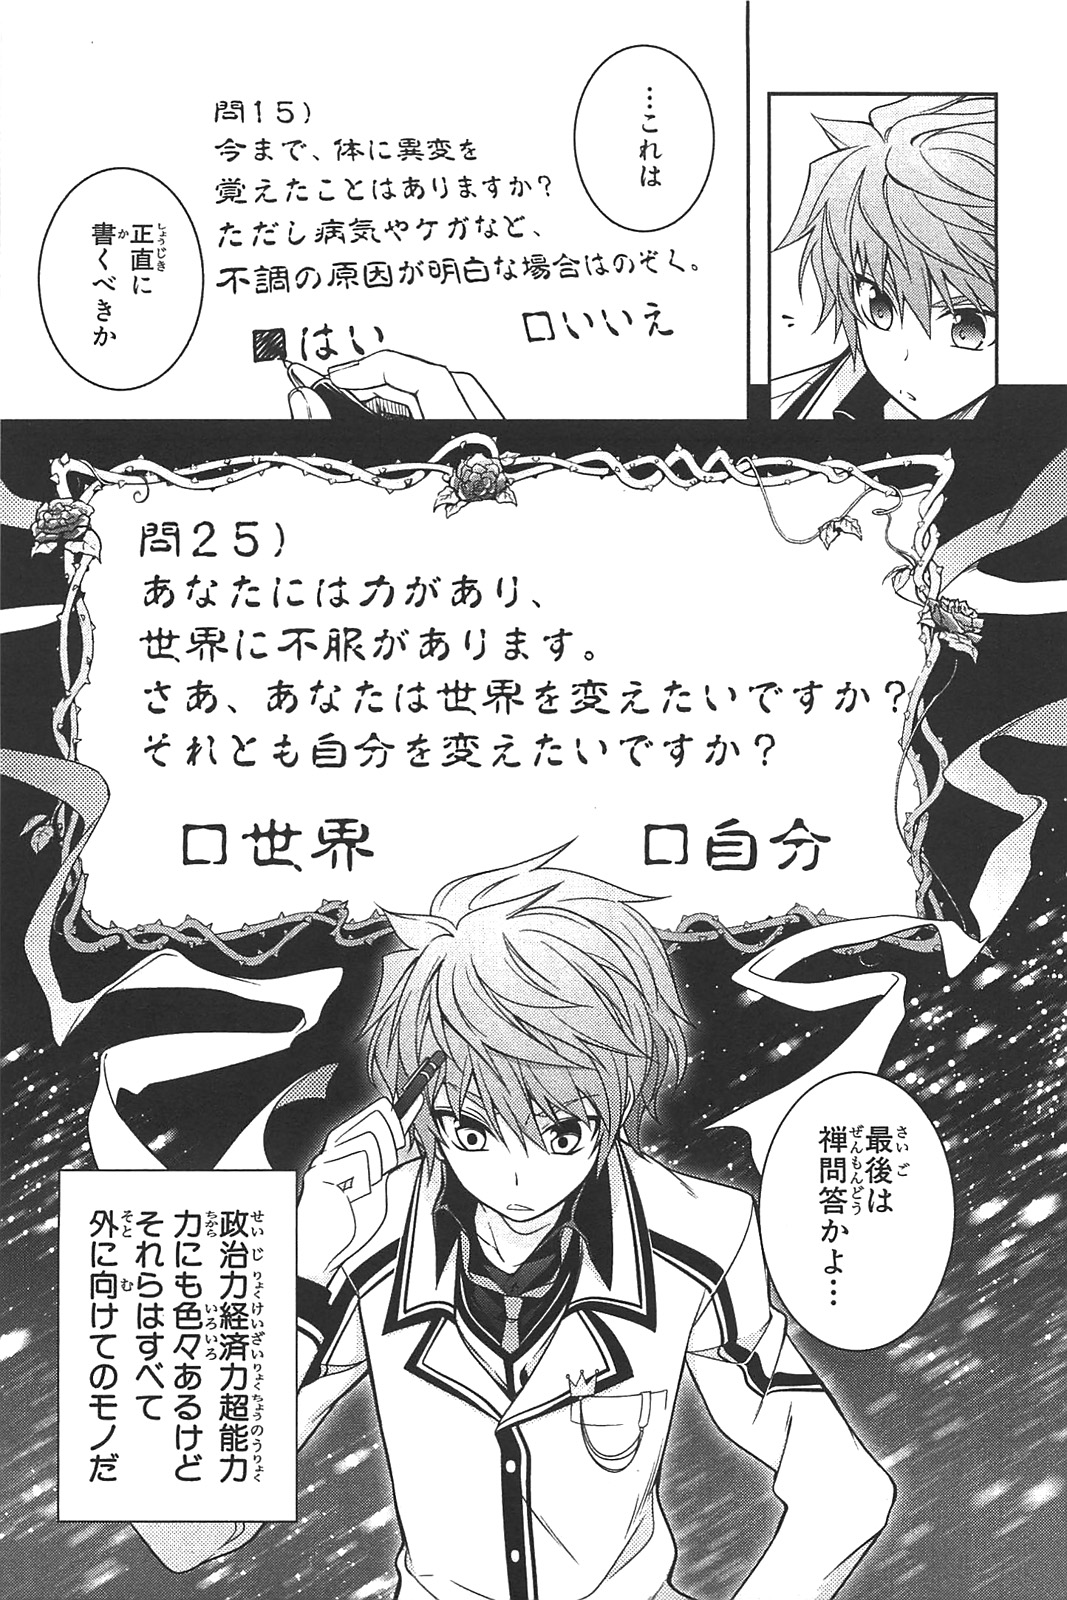 …これは
問15)
今まで、体に異変を
覚えたことはありますか?
ただし病気やケガなど、
不調の原因が明白な場合はのぞく。
はい
いいえ
正直に
書くべきか
問25)
あなたには力があり、
世界に不服があります。
さあ、あなたは世界を変えたいですか?
それとも自分を変えたいですか?
世界
自分
最後は
禅問答かよ…
政治力経済力超能力
力にも色々あるけど
それらはすべて
外に向けてのモノだ